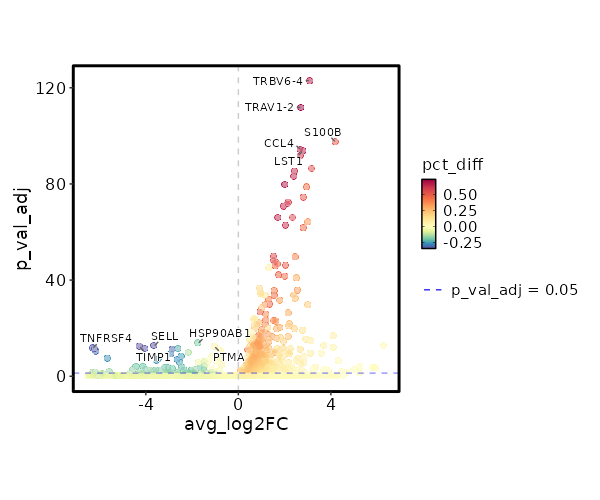 TRBV6-4
TRAV1-2
S100B
CCL4
LST1
TNFRSF4
SELL
HSP90AB1
TIMP1
PTMA
120
80
40
0
-4
0
4
avg_log2FC
p_val_adj
pct_diff
0.50
0.25
0.00
-0.25
p_val_adj = 0.05